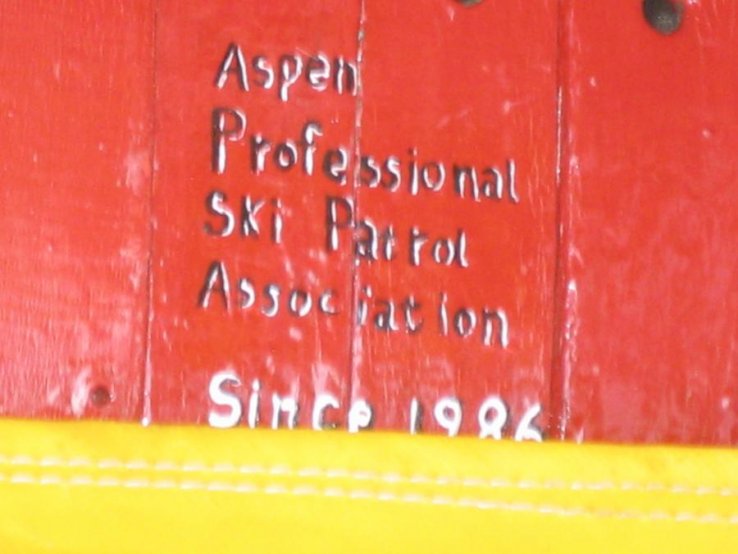 Aspen
Professional
Ski Patrol
Association
Since 1986